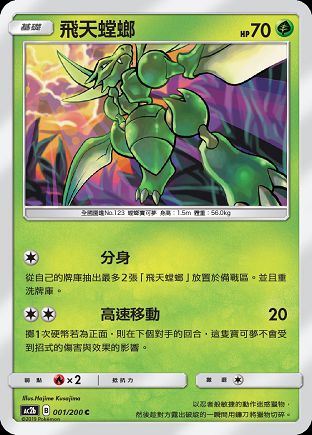 基礎 飛天螳螂 HP70
全國圖鑑No.123 螳螂寶可夢 身高：1.5m 體重：56.0kg
分身
從自己的牌庫抽出最多2張「飛天螳螂」放置於備戰區。並且重
洗牌庫。
高速移動 20
擲1次硬幣若為正面，則在下個對手的回合，這隻寶可夢不會受
到招式的傷害與效果的影響。
弱點 ×2 抵抗力 撤退
Illus.Hajime Kusajima
AC2b B 001/200 C
©2019 Pokémon
以忍者般敏捷的動作迷惑獵物，
然後趁對方露出破綻的一瞬間用鐮刀將獵物切碎。